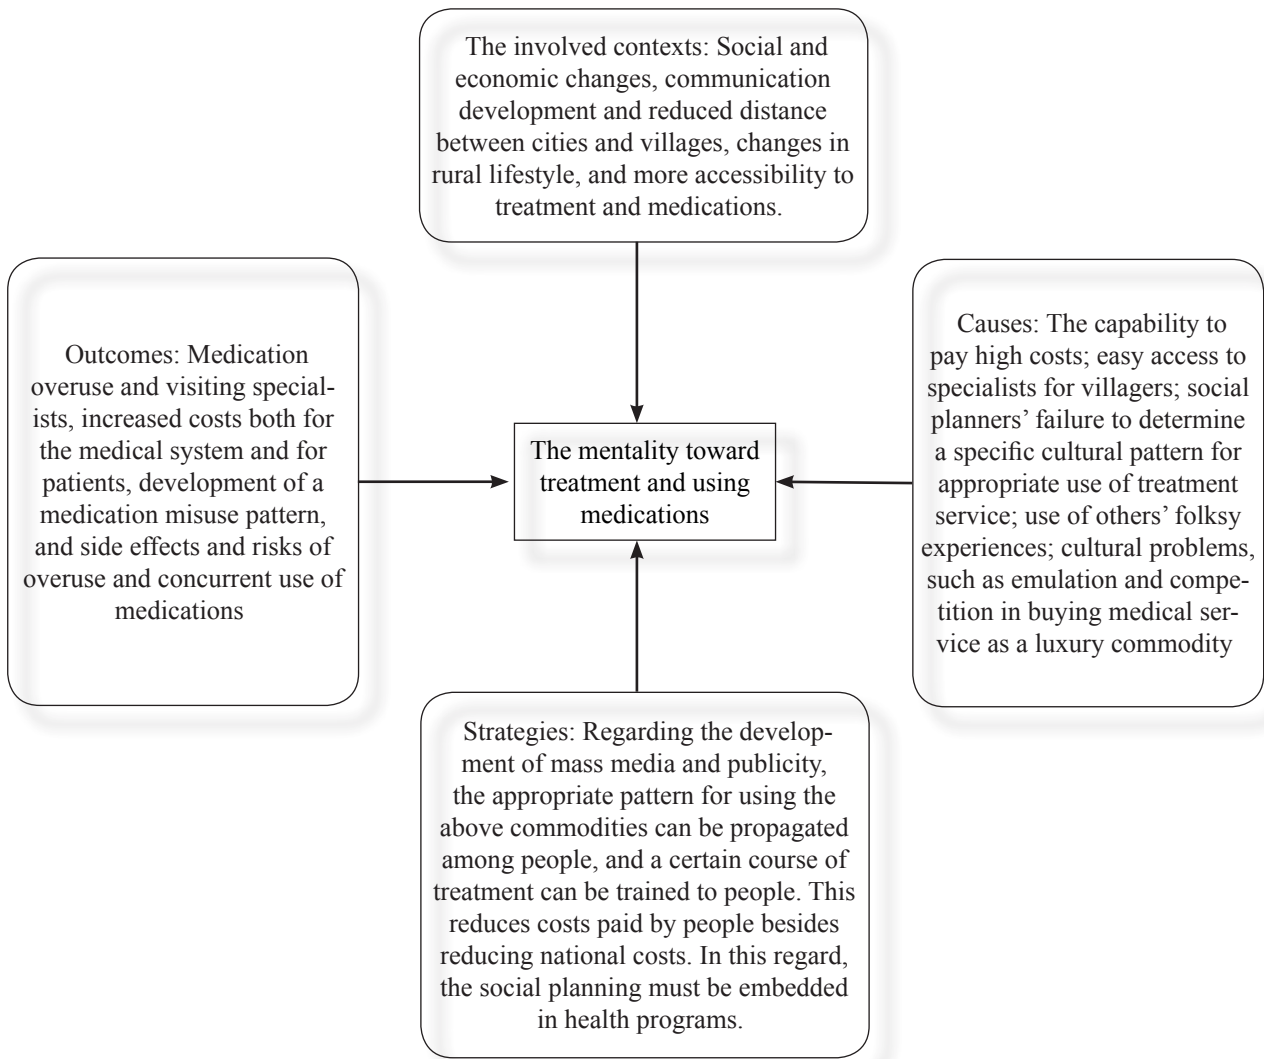 The involved contexts: Social and
economic changes, communication
development and reduced distance
between cities and villages, changes in
rural lifestyle, and more accessibility to
treatment and medications.
Outcomes: Medication
overuse and visiting special-
ists, increased costs both for
the medical system and for
patients, development of a
medication misuse pattern,
and side effects and risks of
overuse and concurrent use of
medications
The mentality toward
treatment and using
medications
Causes: The capability to
pay high costs; easy access to
specialists for villagers; social
planners’ failure to determine
a specific cultural pattern for
appropriate use of treatment
service; use of others’ folksy
experiences; cultural problems,
such as emulation and compe-
tition in buying medical ser-
vice as a luxury commodity
Strategies: Regarding the develop-
ment of mass media and publicity,
the appropriate pattern for using the
above commodities can be propagated
among people, and a certain course of
treatment can be trained to people. This
reduces costs paid by people besides
reducing national costs. In this regard,
the social planning must be embedded
in health programs.